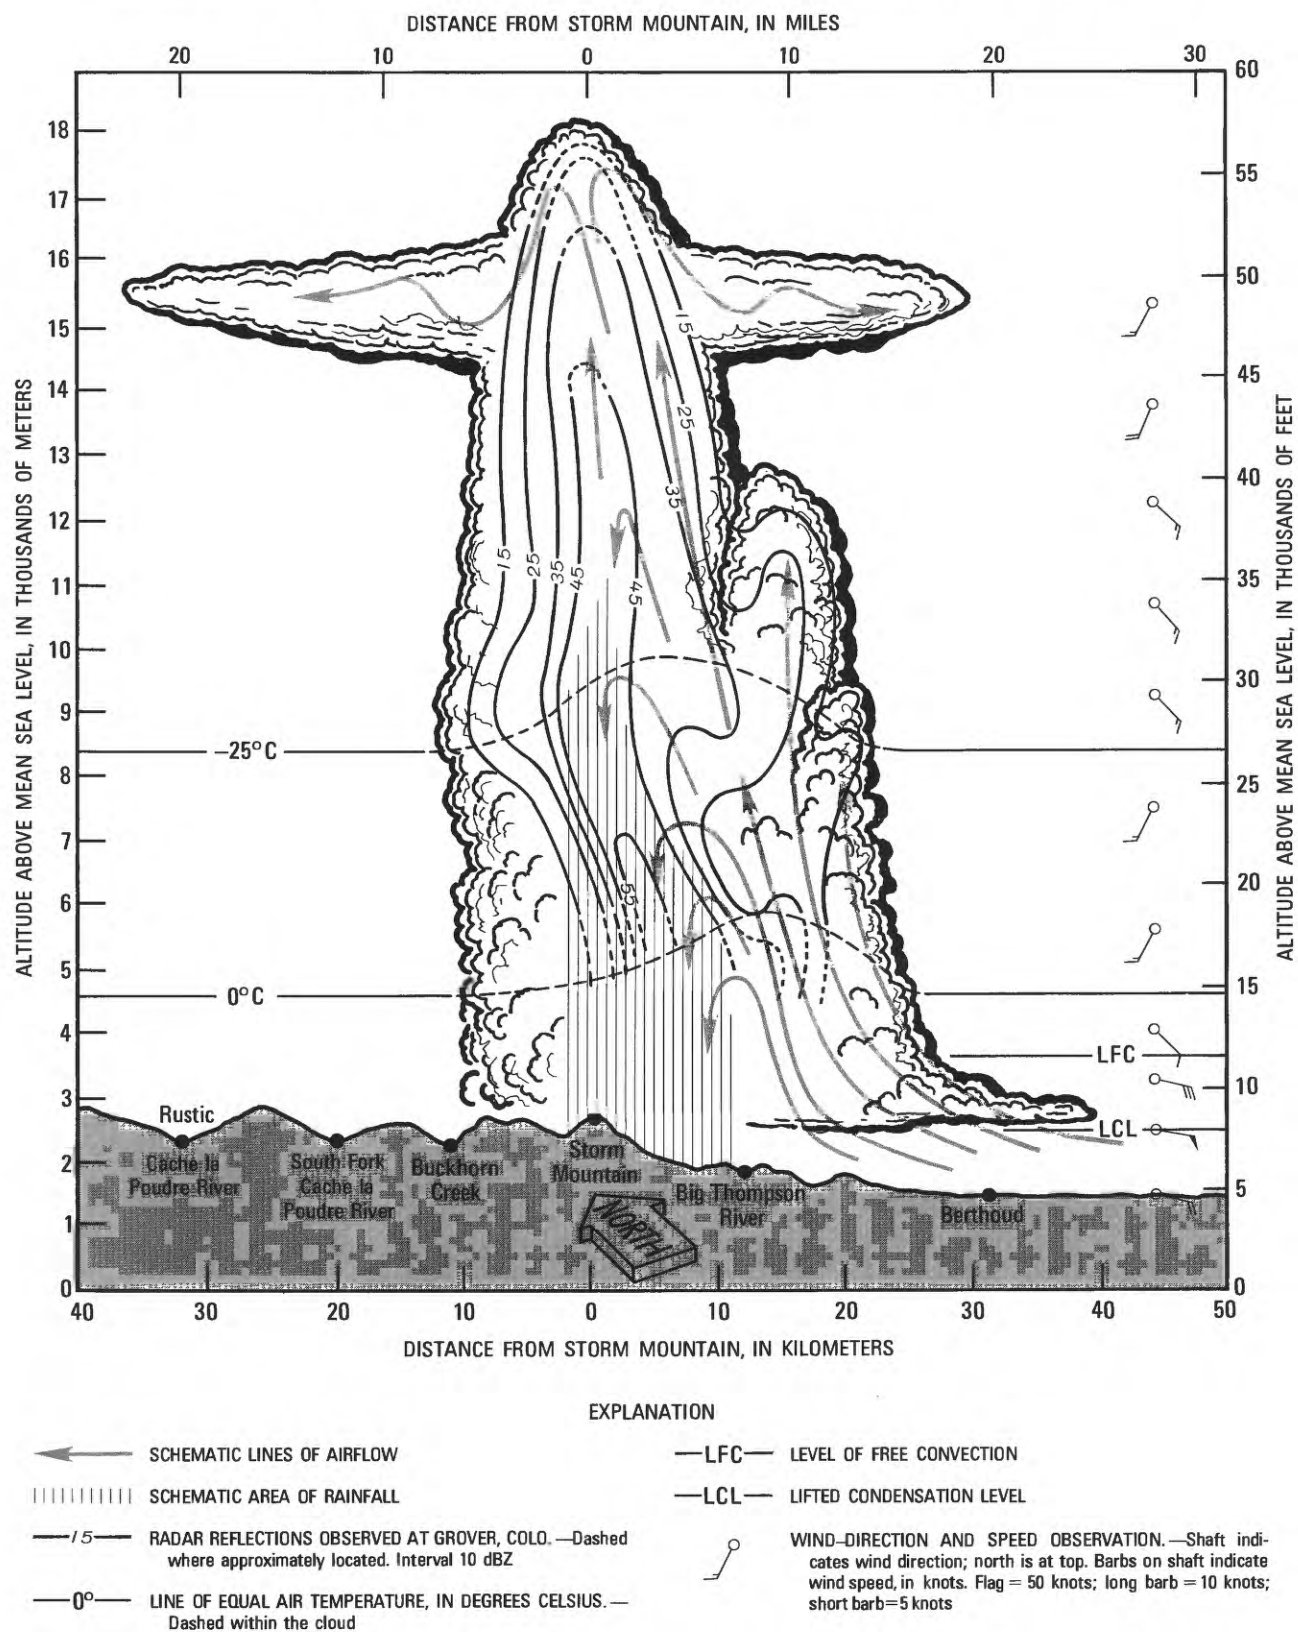 DISTANCE FROM STORM MOUNTAIN, IN MILES
20 10 0 10 20 30
60
18
17
16
15
14
13
12
11
10
9
8
7
6
5
4
3
2
1
0
55
50
45
40
35
30
25
20
15
10
5
0
ALTITUDE ABOVE MEAN SEA LEVEL, IN THOUSANDS OF METERS
ALTITUDE ABOVE MEAN SEA LEVEL, IN THOUSANDS OF FEET
15
25
35
15
25
35
45
45
55
−25°C
0°C
LFC
LCL
Rustic
Cache la
Poudre River
South Fork
Cache la
Poudre River
Buckhorn
Creek
Storm
Mountain
NORTH
Big Thompson
River
Berthoud
40 30 20 10 0 10 20 30 40 50
DISTANCE FROM STORM MOUNTAIN, IN KILOMETERS
EXPLANATION
SCHEMATIC LINES OF AIRFLOW
SCHEMATIC AREA OF RAINFALL
15 RADAR REFLECTIONS OBSERVED AT GROVER, COLO. —Dashed
where approximately located. Interval 10 dBZ
0° LINE OF EQUAL AIR TEMPERATURE, IN DEGREES CELSIUS.—
Dashed within the cloud
LFC LEVEL OF FREE CONVECTION
LCL LIFTED CONDENSATION LEVEL
WIND–DIRECTION AND SPEED OBSERVATION.—Shaft indi-
cates wind direction; north is at top. Barbs on shaft indicate
wind speed, in knots. Flag = 50 knots; long barb = 10 knots;
short barb=5 knots